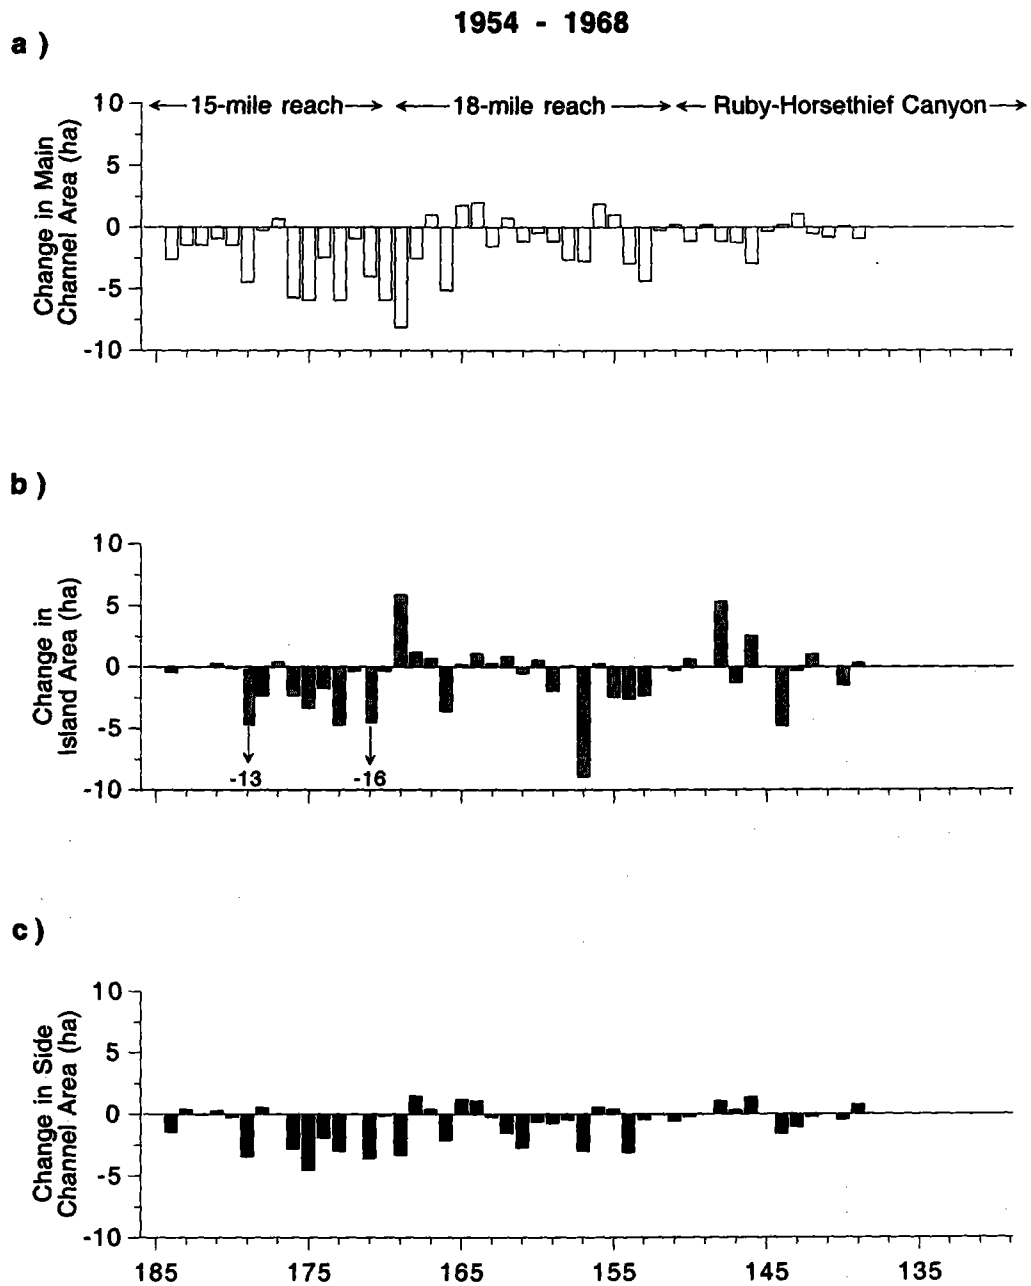 1954 - 1968
a )
15-mile reach
18-mile reach
Ruby-Horsethief Canyon
Change in Main
Channel Area (ha)
10
5
0
-5
-10
b )
Change in
Island Area (ha)
10
5
0
-5
-10
-13
-16
c )
Change in Side
Channel Area (ha)
10
5
0
-5
-10
185
175
165
155
145
135